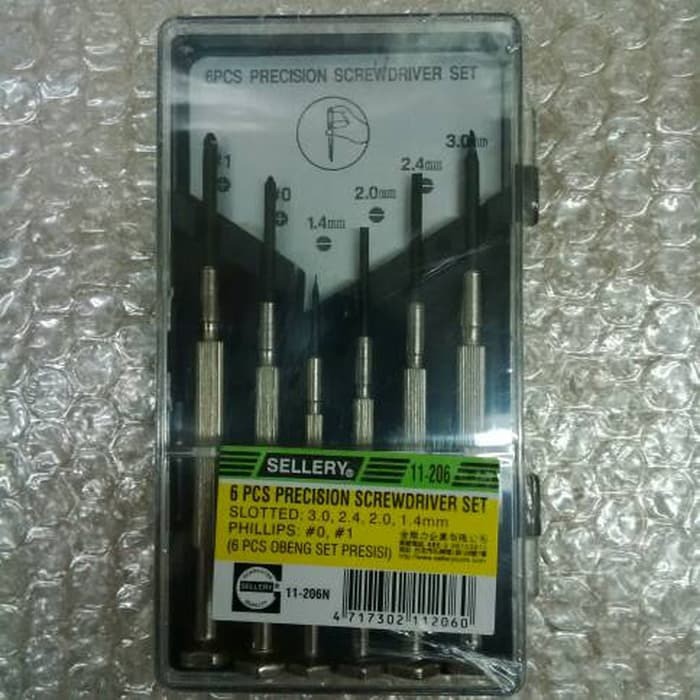 6PCS PRECISION SCREWDRIVER SET
3.0mm
2.4mm
#1
#0
2.0mm
1.4mm
SELLERY®
11-206
6 PCS PRECISION SCREWDRIVER SET
SLOTTED: 3.0, 2.4, 2.0, 1.4mm
PHILLIPS: #0, #1
(6 PCS OBENG SET PRESISI)
SELLERY®
11-206N
4 717302 112060